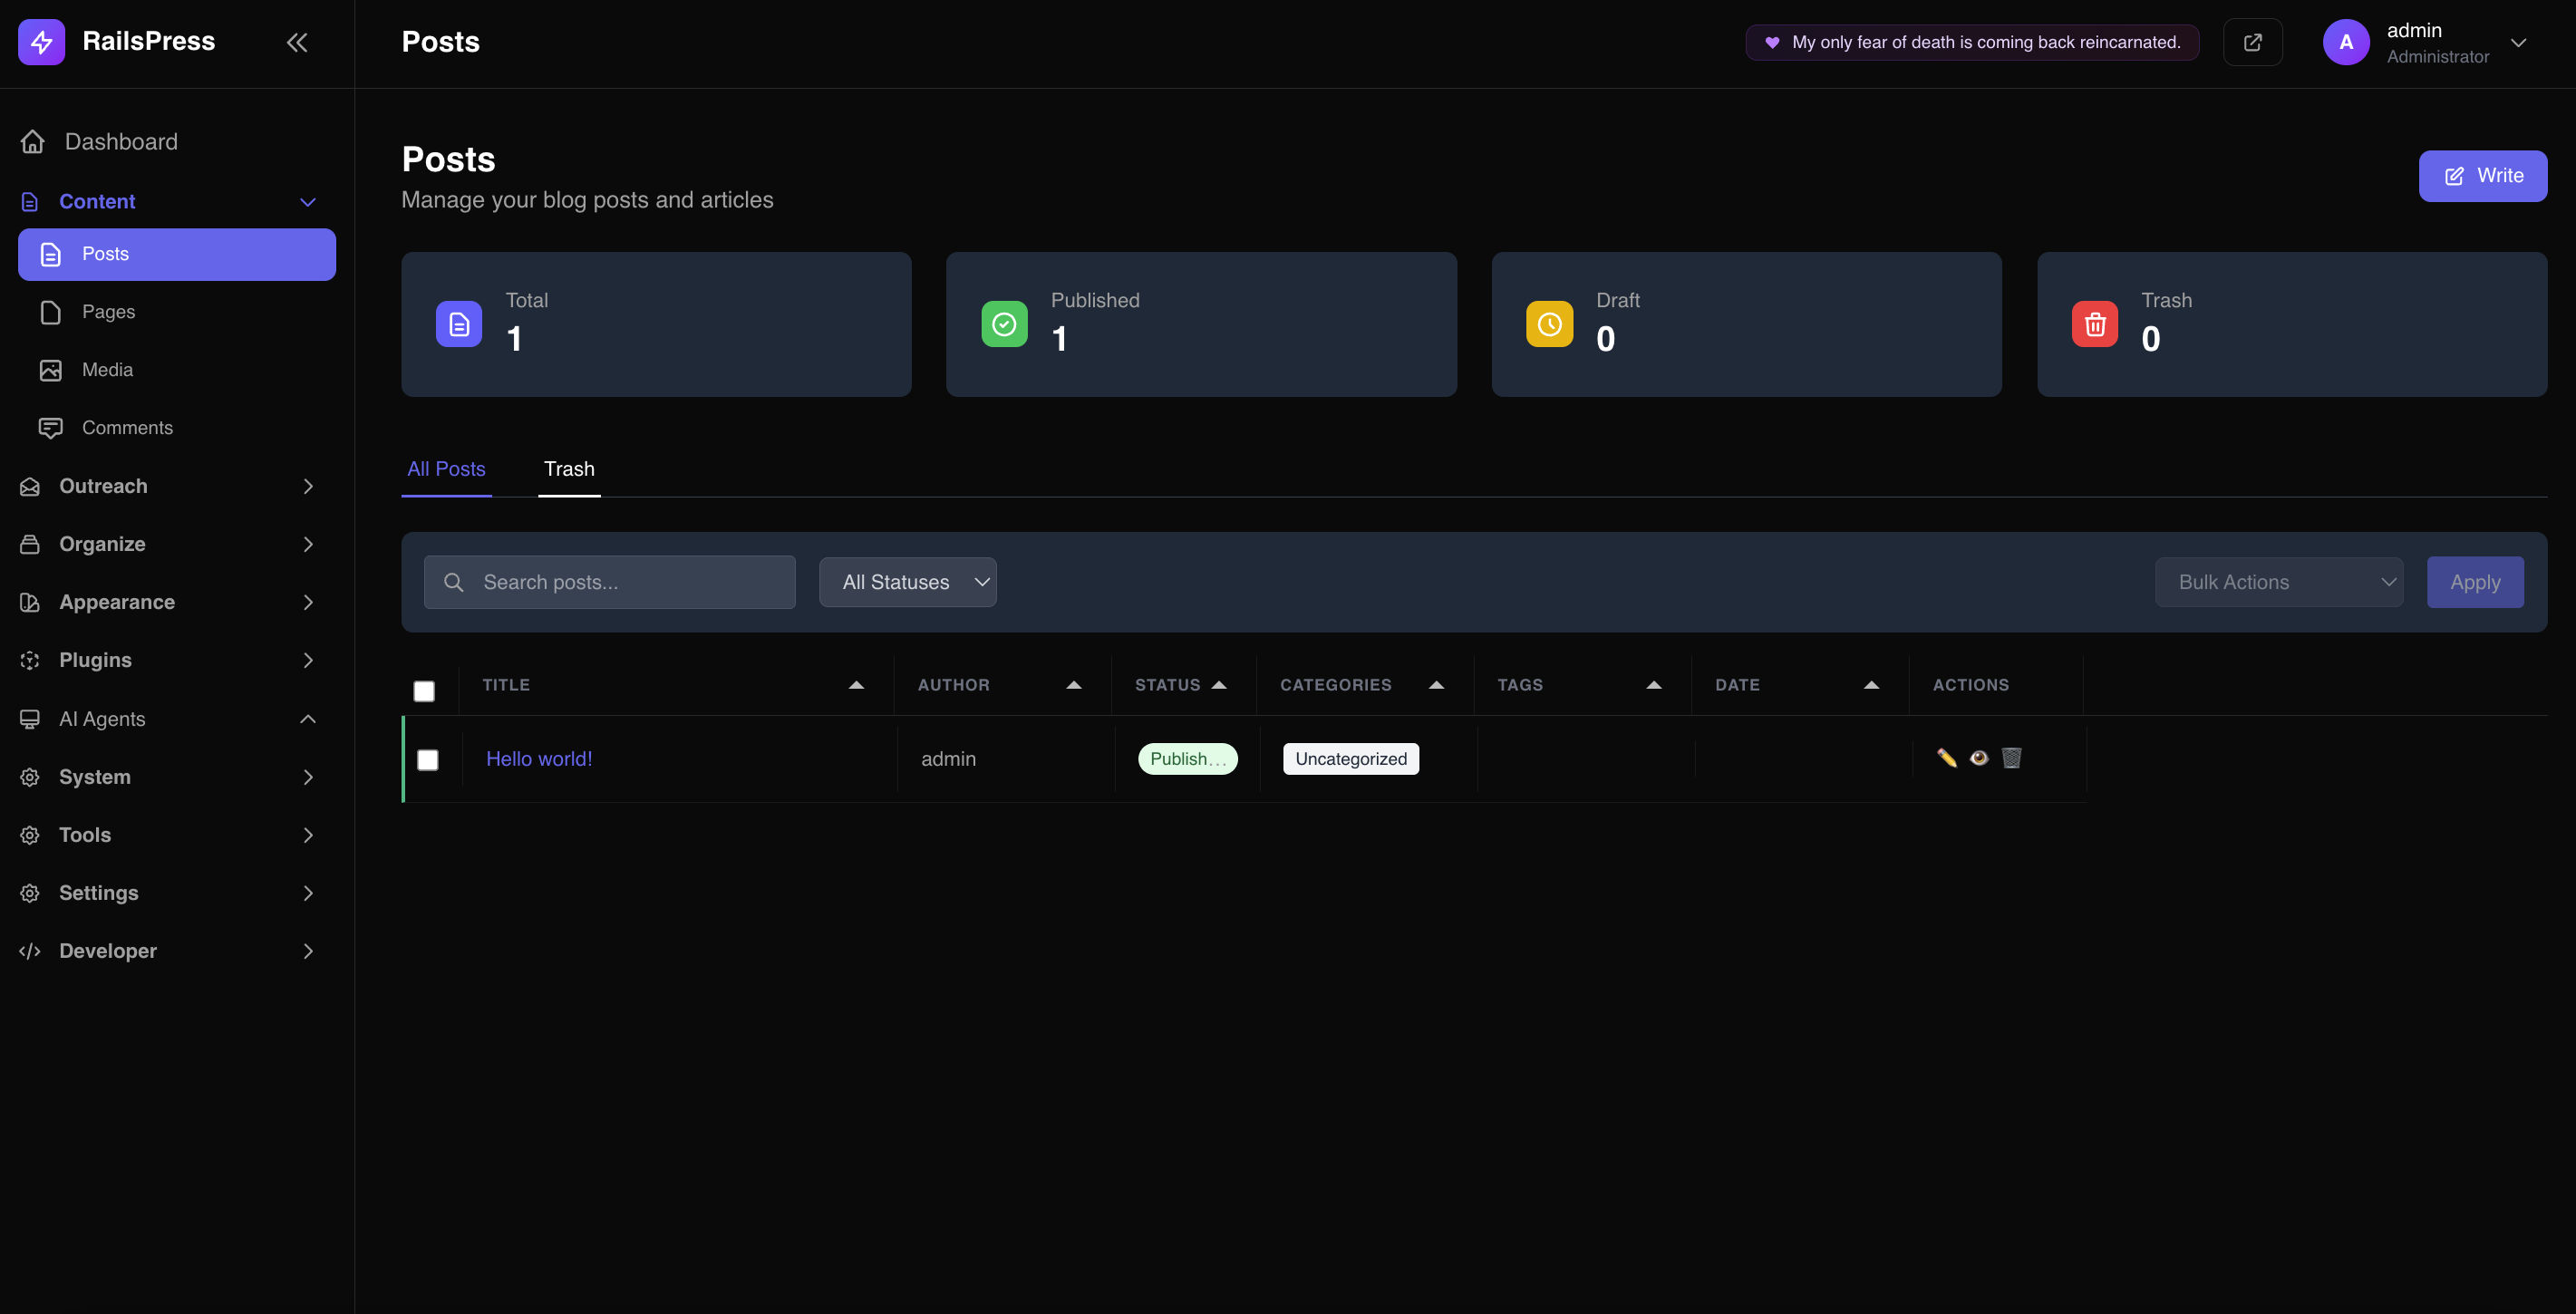 RailsPress
Posts
My only fear of death is coming back reincarnated.
A
admin
Administrator
Dashboard
Content
Posts
Pages
Media
Comments
Outreach
Organize
Appearance
Plugins
AI Agents
System
Tools
Settings
Developer
Posts
Manage your blog posts and articles
Write
Total
1
Published
1
Draft
0
Trash
0
All Posts
Trash
Search posts...
All Statuses
Bulk Actions
Apply
TITLE AUTHOR STATUS CATEGORIES TAGS DATE ACTIONS
Hello world! admin Publish... Uncategorized